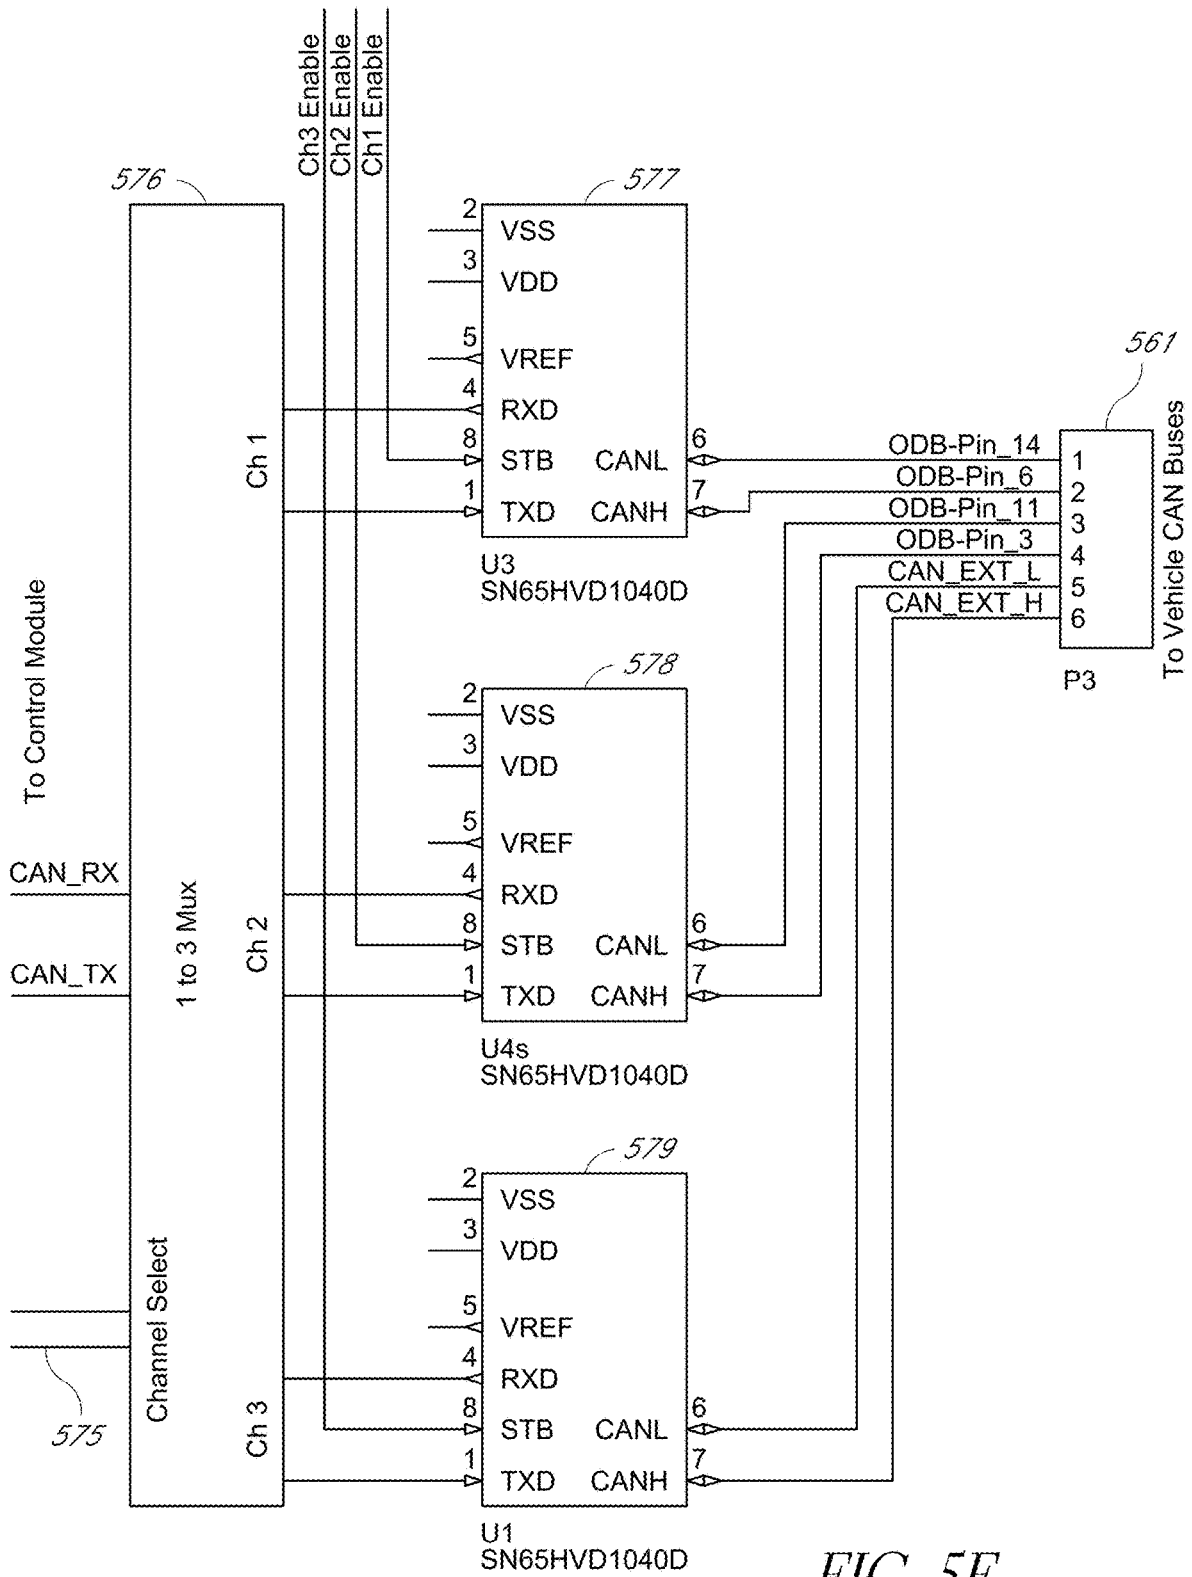 Ch3 Enable
Ch2 Enable
Ch1 Enable
576
577
2
VSS
3
VDD
5
VREF
4
RXD
8
STB
CANL
6
1
TXD
CANH
7
U3
SN65HVD1040D
Ch 1
561
ODB-Pin_14
1
ODB-Pin_6
2
ODB-Pin_11
3
ODB-Pin_3
4
CAN_EXT_L
5
CAN_EXT_H
6
P3
To Vehicle CAN Buses
To Control Module
CAN_RX
CAN_TX
1 to 3 Mux
Ch 2
578
2
VSS
3
VDD
5
VREF
4
RXD
8
STB
CANL
6
1
TXD
CANH
7
U4s
SN65HVD1040D
Channel Select
575
Ch 3
579
2
VSS
3
VDD
5
VREF
4
RXD
8
STB
CANL
6
1
TXD
CANH
7
U1
SN65HVD1040D